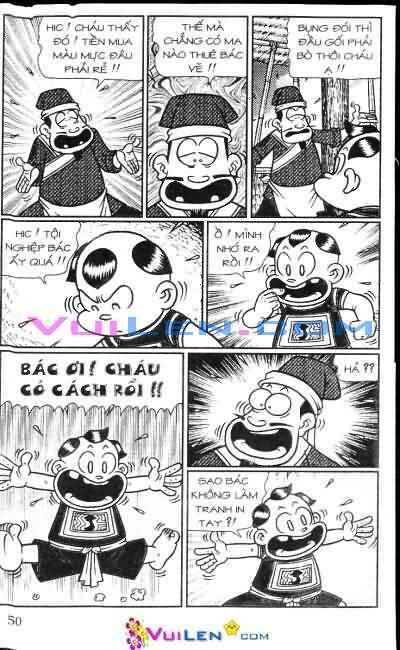 HIC! CHÁU THẤY
ĐÓ! TIỀN MUA
MÀU MỰC ĐÂU
PHẢI RẺ!!
THẾ MÀ
CHẲNG CÓ MA
NÀO THUÊ BÁC
VẼ!!
BỤNG ĐÓI THÌ
ĐẦU GỐI PHẢI
BÒ THÔI CHÁU
Ạ!!
HIC! TỘI
NGHIỆP BÁC
ẤY QUÁ!!
Ồ! MÌNH
NHỚ RA
RỒI!!
VUILEN.COM
BÁC ƠI! CHÁU
CÓ CÁCH RỒI!!
HẢ??
SAO BÁC
KHÔNG LÀM
TRANH IN
TAY?!
50
VUILEN.COM